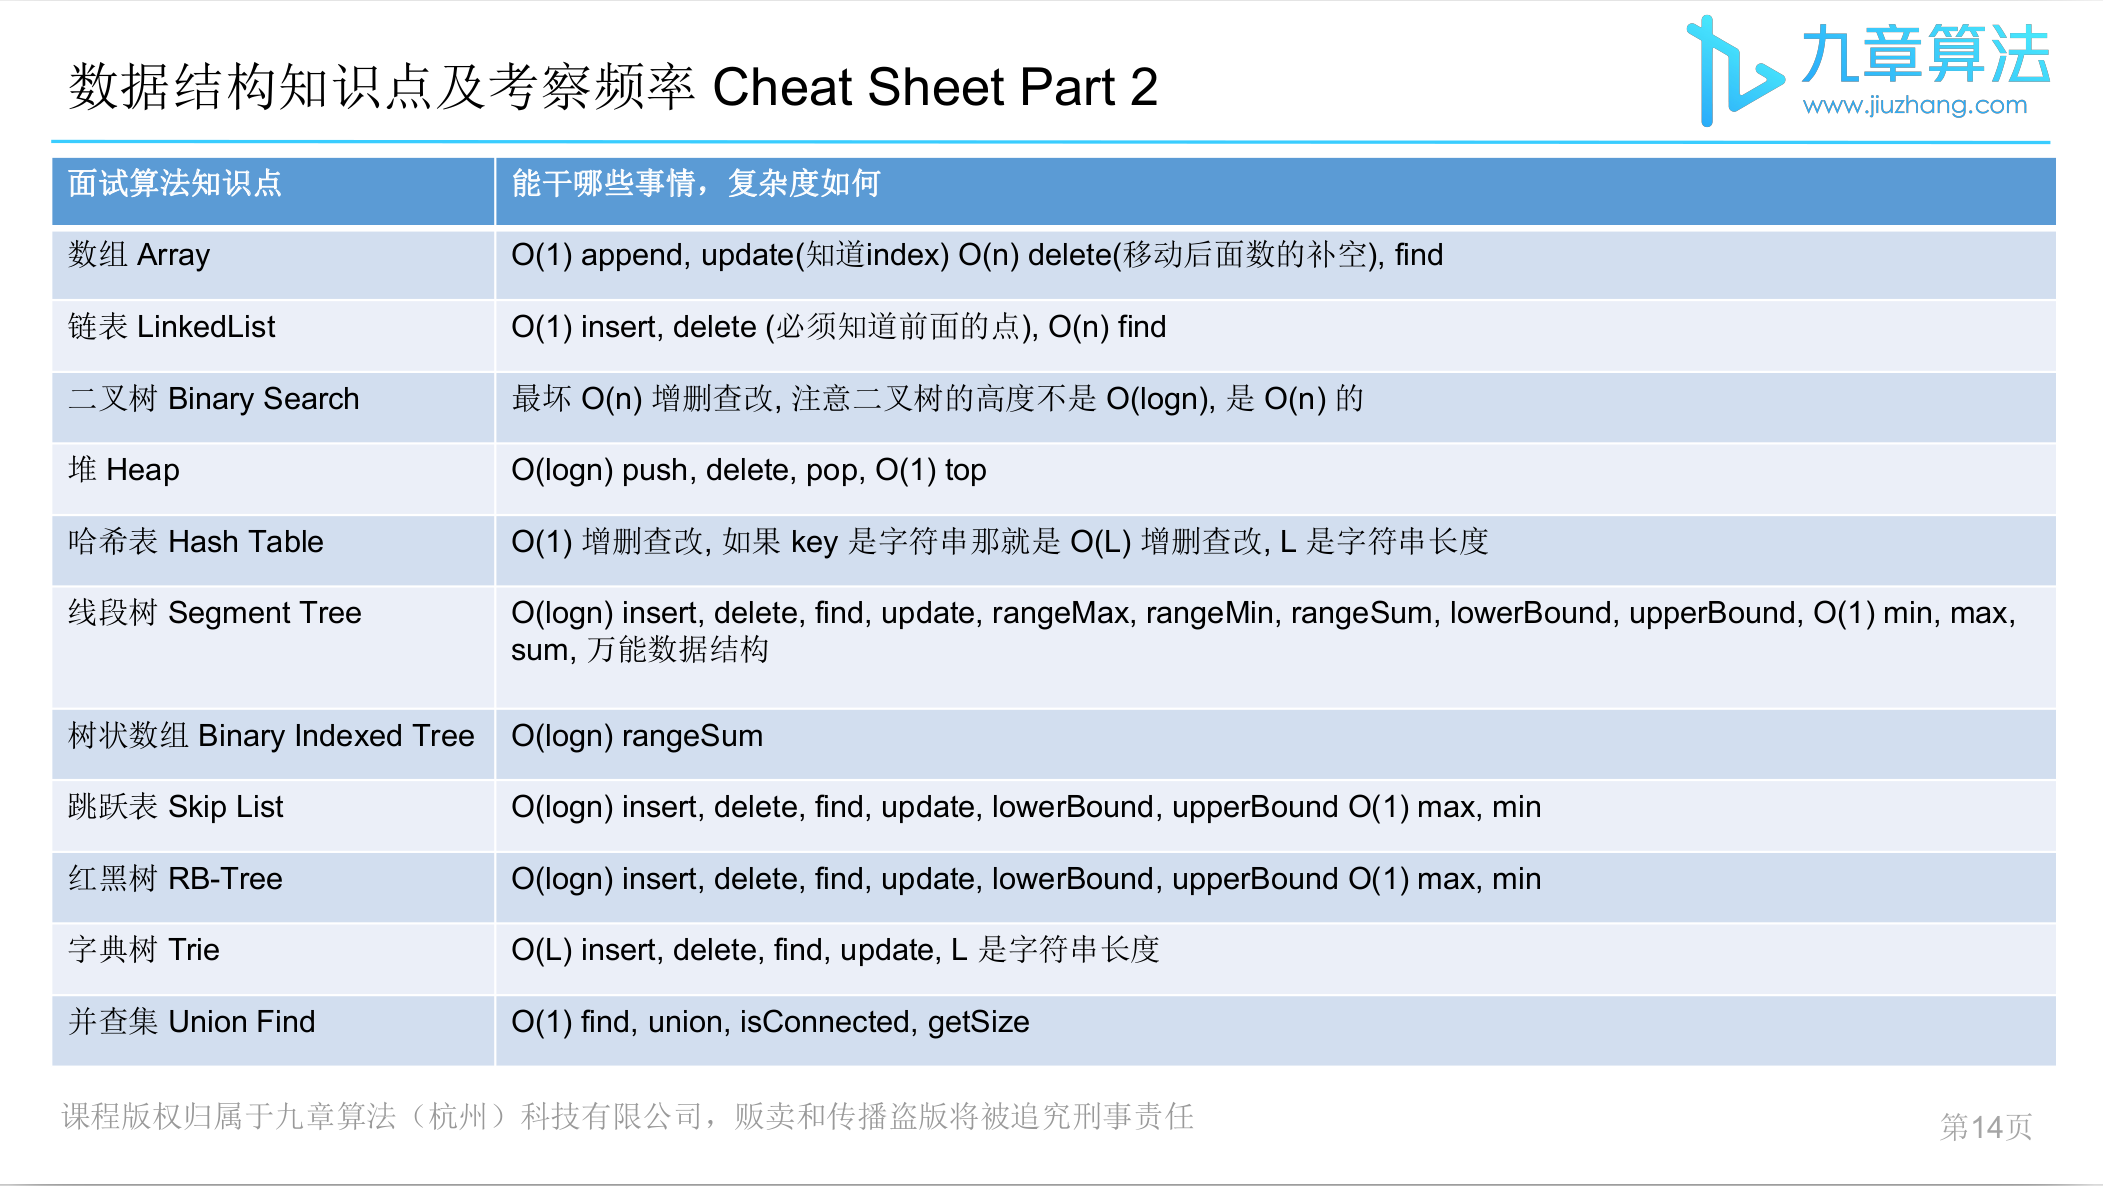 数据结构知识点及考察频率 Cheat Sheet Part 2
九章算法
www.jiuzhang.com
面试算法知识点
能干哪些事情，复杂度如何
数组 Array
O(1) append, update(知道index) O(n) delete(移动后面数的补空), find
链表 LinkedList
O(1) insert, delete (必须知道前面的点), O(n) find
二叉树 Binary Search
最坏 O(n) 增删查改, 注意二叉树的高度不是 O(logn), 是 O(n) 的
堆 Heap
O(logn) push, delete, pop, O(1) top
哈希表 Hash Table
O(1) 增删查改, 如果 key 是字符串那就是 O(L) 增删查改, L 是字符串长度
线段树 Segment Tree
O(logn) insert, delete, find, update, rangeMax, rangeMin, rangeSum, lowerBound, upperBound, O(1) min, max,
sum, 万能数据结构
树状数组 Binary Indexed Tree
O(logn) rangeSum
跳跃表 Skip List
O(logn) insert, delete, find, update, lowerBound, upperBound O(1) max, min
红黑树 RB-Tree
O(logn) insert, delete, find, update, lowerBound, upperBound O(1) max, min
字典树 Trie
O(L) insert, delete, find, update, L 是字符串长度
并查集 Union Find
O(1) find, union, isConnected, getSize
课程版权归属于九章算法（杭州）科技有限公司，贩卖和传播盗版将被追究刑事责任
第14页